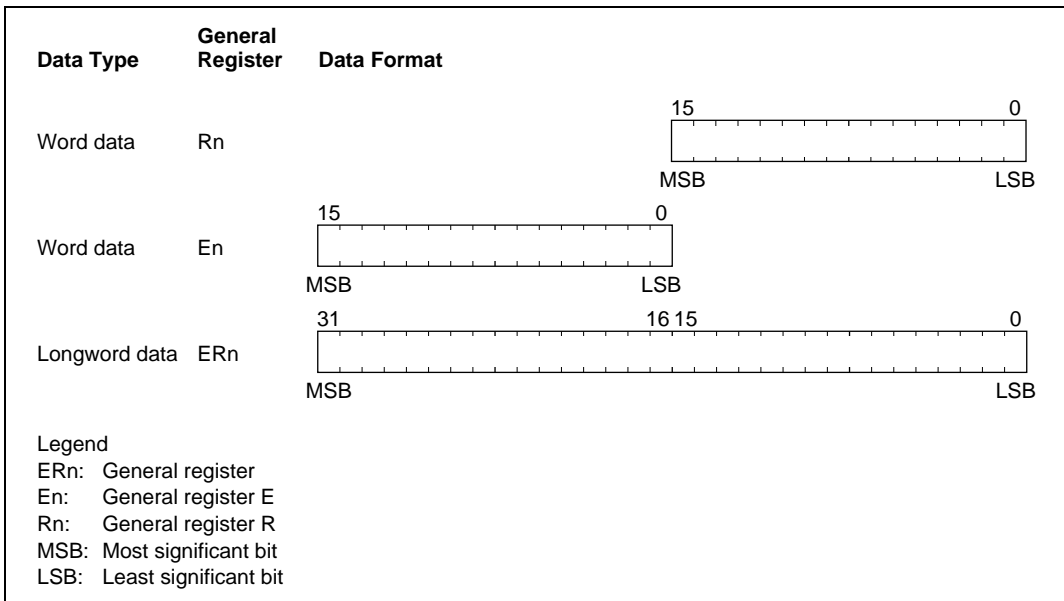 General
Data Type Register Data Format
15 0
Word data Rn
MSB LSB
15 0
Word data En
MSB LSB
31 16 15 0
Longword data ERn
MSB LSB
Legend
ERn: General register
En: General register E
Rn: General register R
MSB: Most significant bit
LSB: Least significant bit